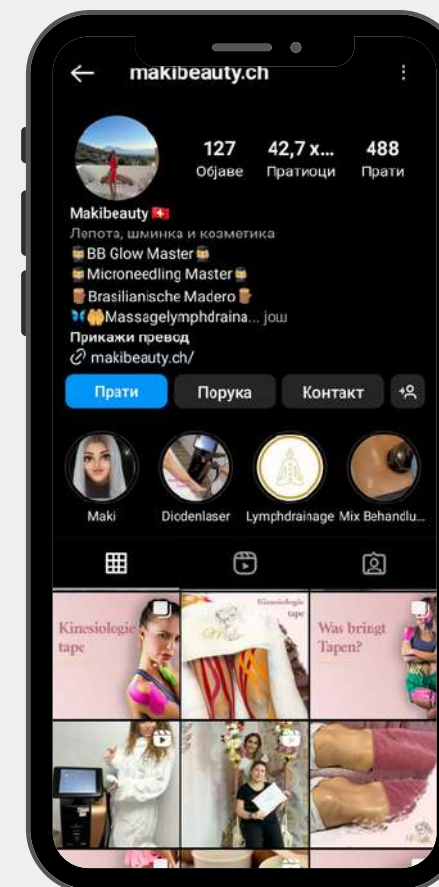 makibeauty.ch
127 42,7 х... 488
Објаве Пратиоци Прати
Makibeauty
Лепота, шминка и козметика
BB Glow Master
Microneedling Master
Brasilianische Madero
Massagelymphdraina... још
Прикажи превод
makibeauty.ch/
Прати Порука Контакт
Maki Diodenlaser Lymphdrainage Mix Behandlu...
Kinesiologie
tape
Kinesiologie
tape
Was bringt
Tapen?